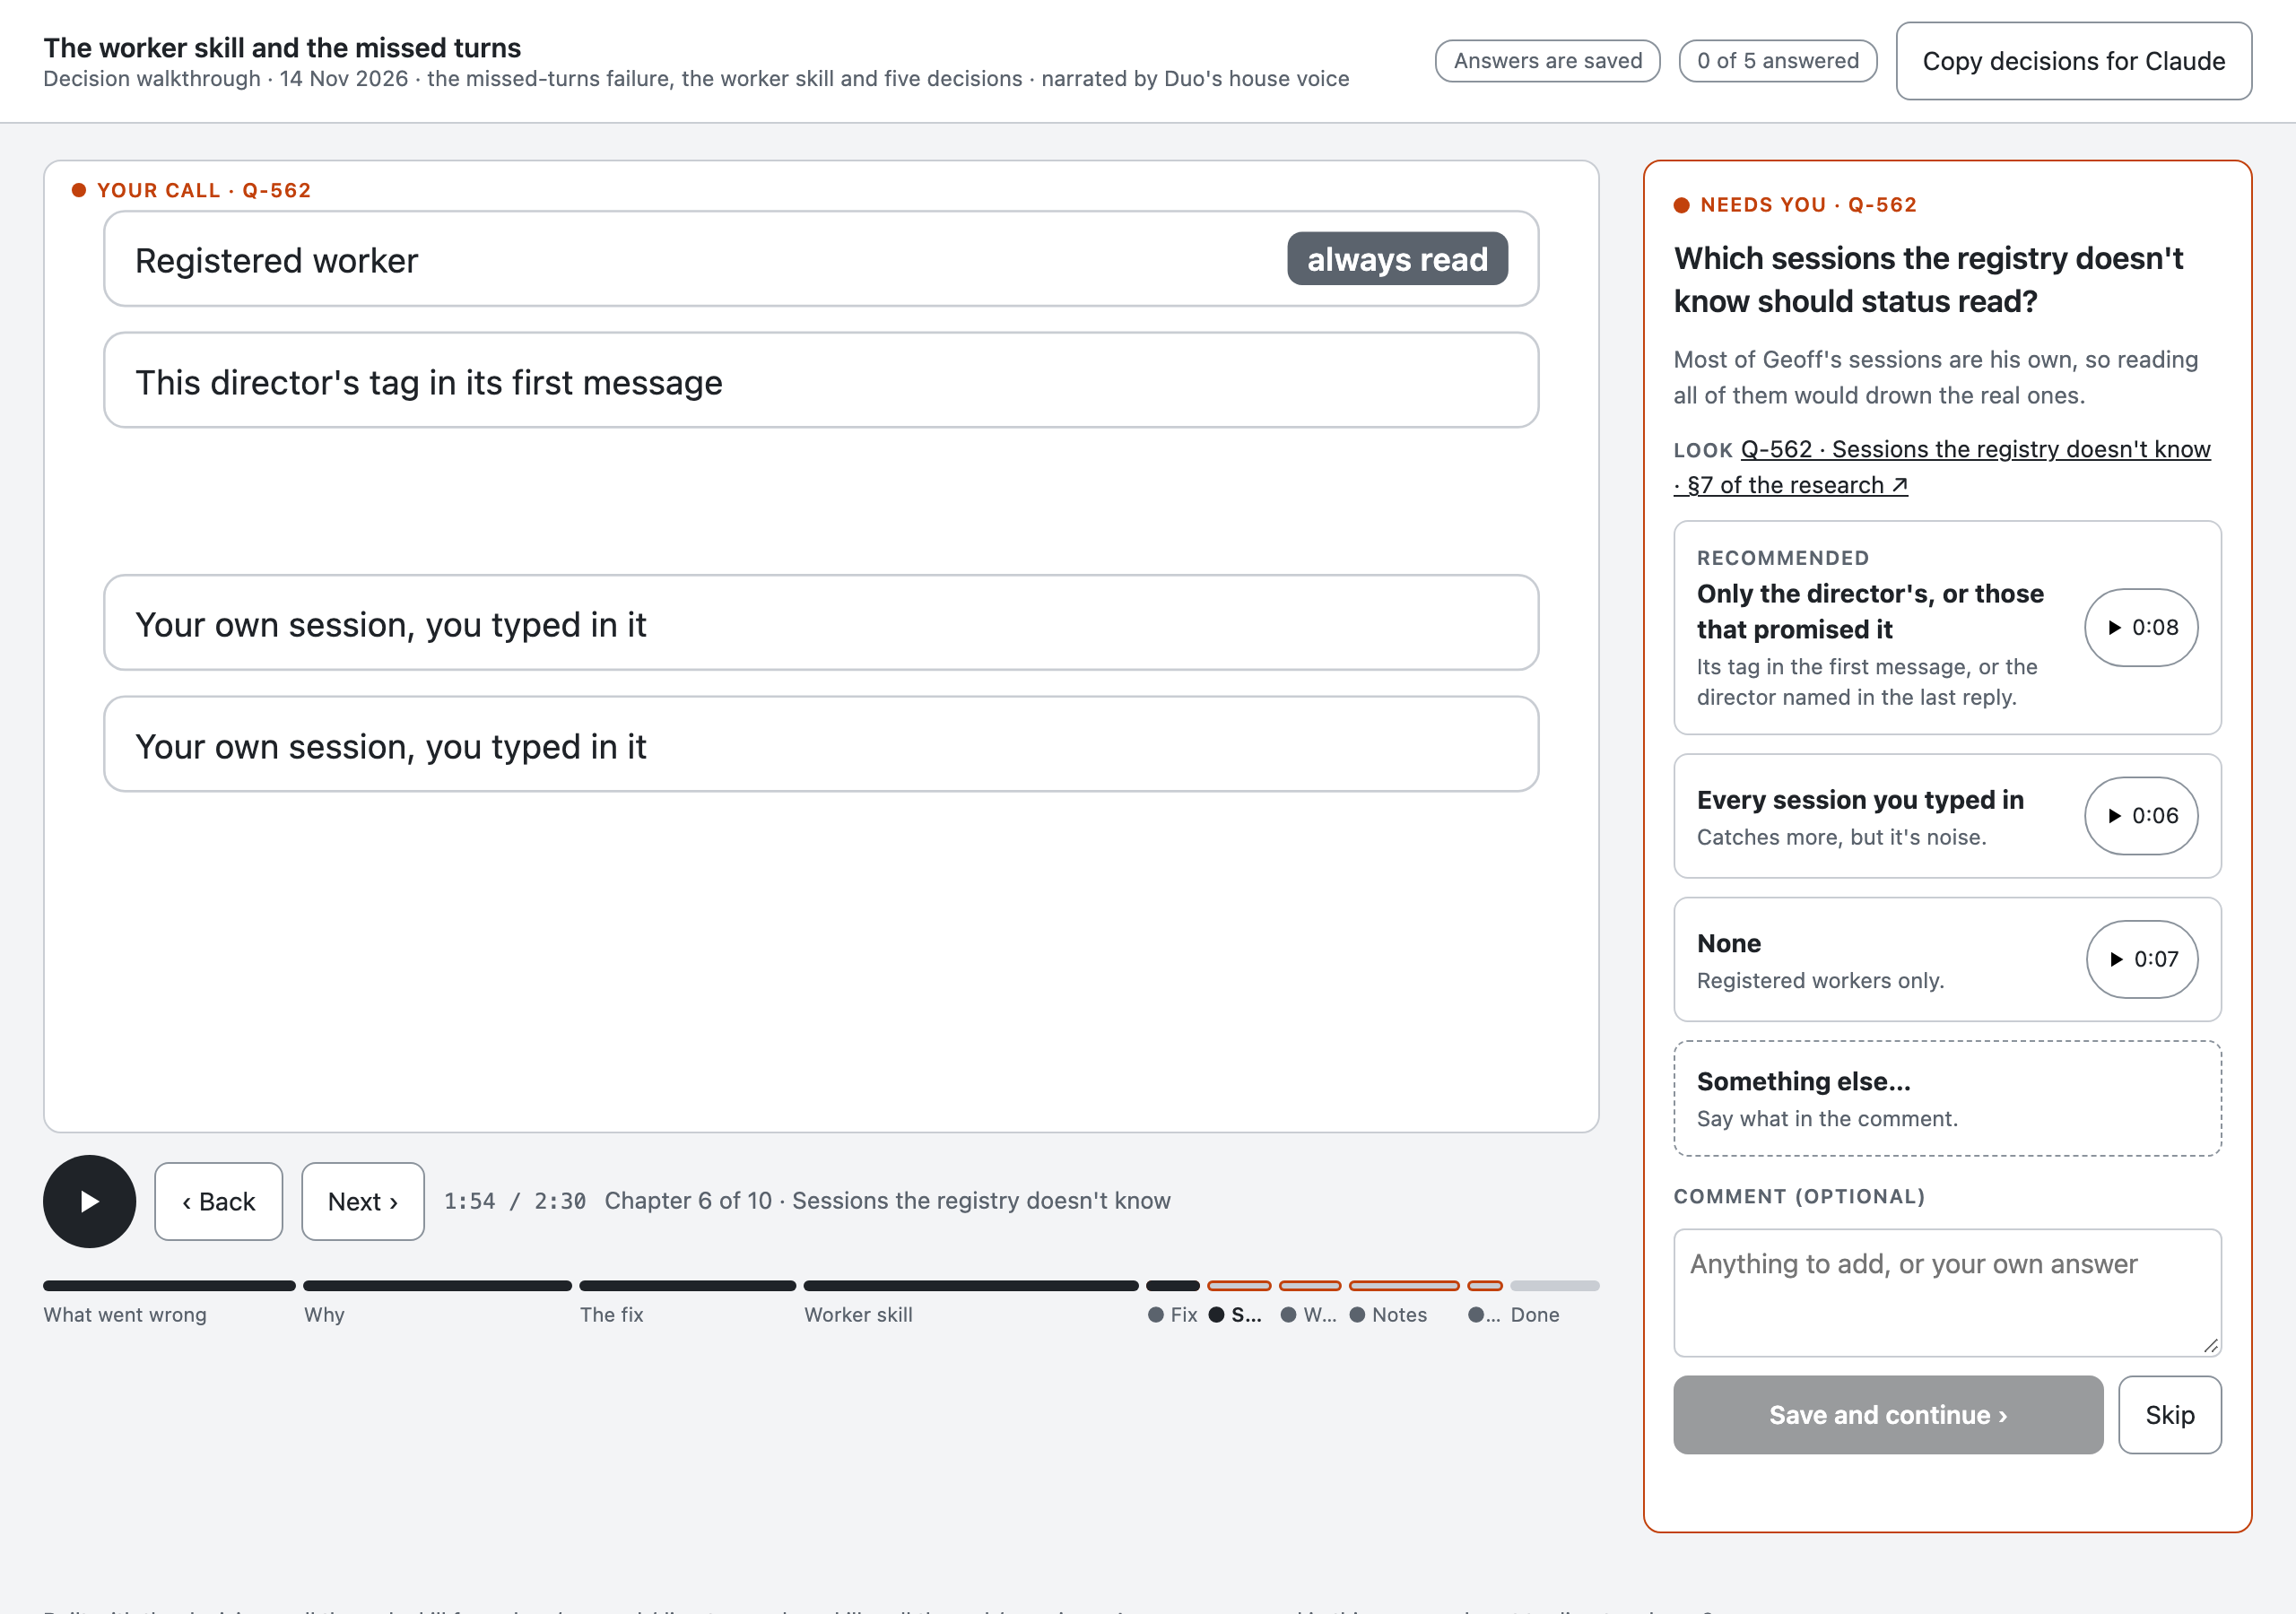 The worker skill and the missed turns
Decision walkthrough · 14 Nov 2026 · the missed-turns failure, the worker skill and five decisions · narrated by Duo's house voice
Answers are saved
0 of 5 answered
Copy decisions for Claude
YOUR CALL · Q-562
Registered worker
always read
This director's tag in its first message
Your own session, you typed in it
Your own session, you typed in it
‹ Back
Next ›
1:54 / 2:30
Chapter 6 of 10 · Sessions the registry doesn't know
What went wrong
Why
The fix
Worker skill
Fix
S...
W...
Notes
...
Done
NEEDS YOU · Q-562
Which sessions the registry doesn't
know should status read?
Most of Geoff's sessions are his own, so reading
all of them would drown the real ones.
LOOK Q-562 · Sessions the registry doesn't know
· §7 of the research ↗
RECOMMENDED
Only the director's, or those
that promised it
Its tag in the first message, or the
director named in the last reply.
0:08
Every session you typed in
Catches more, but it's noise.
0:06
None
Registered workers only.
0:07
Something else...
Say what in the comment.
COMMENT (OPTIONAL)
Anything to add, or your own answer
Save and continue ›
Skip